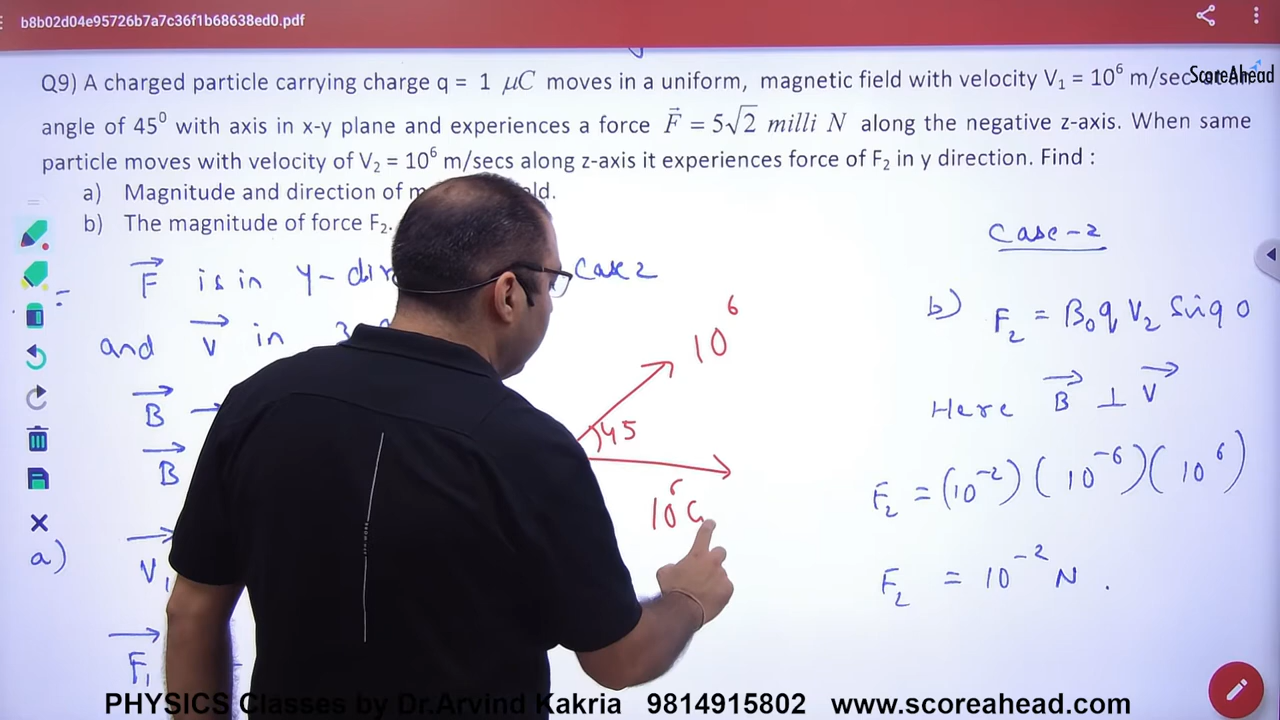 b8b02d04e95726b7a7c36f1b68638ed0.pdf
Q9) A charged particle carrying charge q = 1 μC moves in a uniform, magnetic field with velocity V₁ = 10⁶ m/sec
ScoreAhead
angle of 45⁰ with axis in x-y plane and experiences a force F⃗ = 5√2 milli N along the negative z-axis. When same
particle moves with velocity of V₂ = 10⁶ m/secs along z-axis it experiences force of F₂ in y direction. Find :
a) Magnitude and direction of
b) The magnitude of force F₂.
Case-2
F⃗ is in Y- Case 2
and V⃗ in
10⁶
b) F₂ = B₀ q V₂ Sin90
B⃗
45
Here B⃗ ⊥ V⃗
B⃗
F₂ = (10⁻²) (10⁻⁶) (10⁶)
10⁶
a) V⃗₁
F₂ = 10⁻² N.
F⃗₁
PHYSICS Classes by Dr.Arvind Kakria 9814915802 www.scoreahead.com